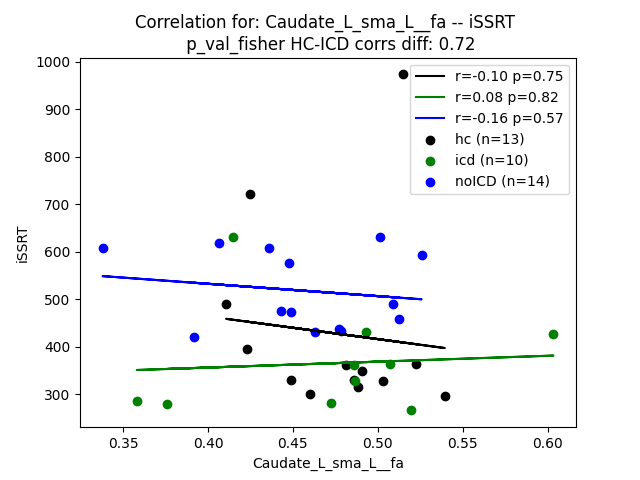 Correlation for: Caudate_L_sma_L__fa -- iSSRT
p_val_fisher HC-ICD corrs diff: 0.72
r=-0.10 p=0.75
r=0.08 p=0.82
r=-0.16 p=0.57
hc (n=13)
icd (n=10)
noICD (n=14)
iSSRT
1000
900
800
700
600
500
400
300
0.35 0.40 0.45 0.50 0.55 0.60
Caudate_L_sma_L__fa